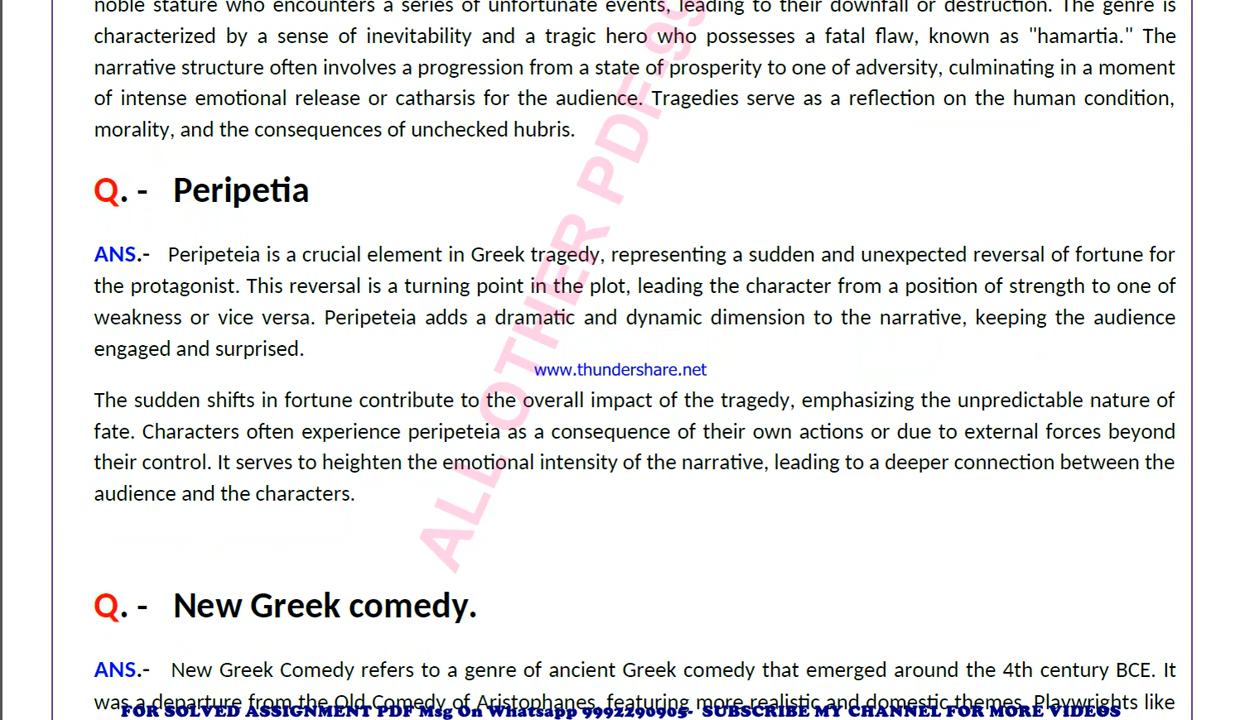 noble stature who encounters a series of unfortunate events, leading to their downfall or destruction. The genre is
characterized by a sense of inevitability and a tragic hero who possesses a fatal flaw, known as "hamartia." The
narrative structure often involves a progression from a state of prosperity to one of adversity, culminating in a moment
of intense emotional release or catharsis for the audience. Tragedies serve as a reflection on the human condition,
morality, and the consequences of unchecked hubris.
Q. - Peripetia
ANS.- Peripeteia is a crucial element in Greek tragedy, representing a sudden and unexpected reversal of fortune for
the protagonist. This reversal is a turning point in the plot, leading the character from a position of strength to one of
weakness or vice versa. Peripeteia adds a dramatic and dynamic dimension to the narrative, keeping the audience
engaged and surprised.
www.thundershare.net
The sudden shifts in fortune contribute to the overall impact of the tragedy, emphasizing the unpredictable nature of
fate. Characters often experience peripeteia as a consequence of their own actions or due to external forces beyond
their control. It serves to heighten the emotional intensity of the narrative, leading to a deeper connection between the
audience and the characters.
ALL OTHER PDF-99
Q. - New Greek comedy.
ANS.- New Greek Comedy refers to a genre of ancient Greek comedy that emerged around the 4th century BCE. It
was a departure from the Old Comedy of Aristophanes, featuring more realistic and domestic themes. Playwrights like
FOR SOLVED ASSIGNMENT PDF Msg On Whatsapp 9992290905- SUBSCRIBE MY CHANNEL FOR MORE VIDEOS